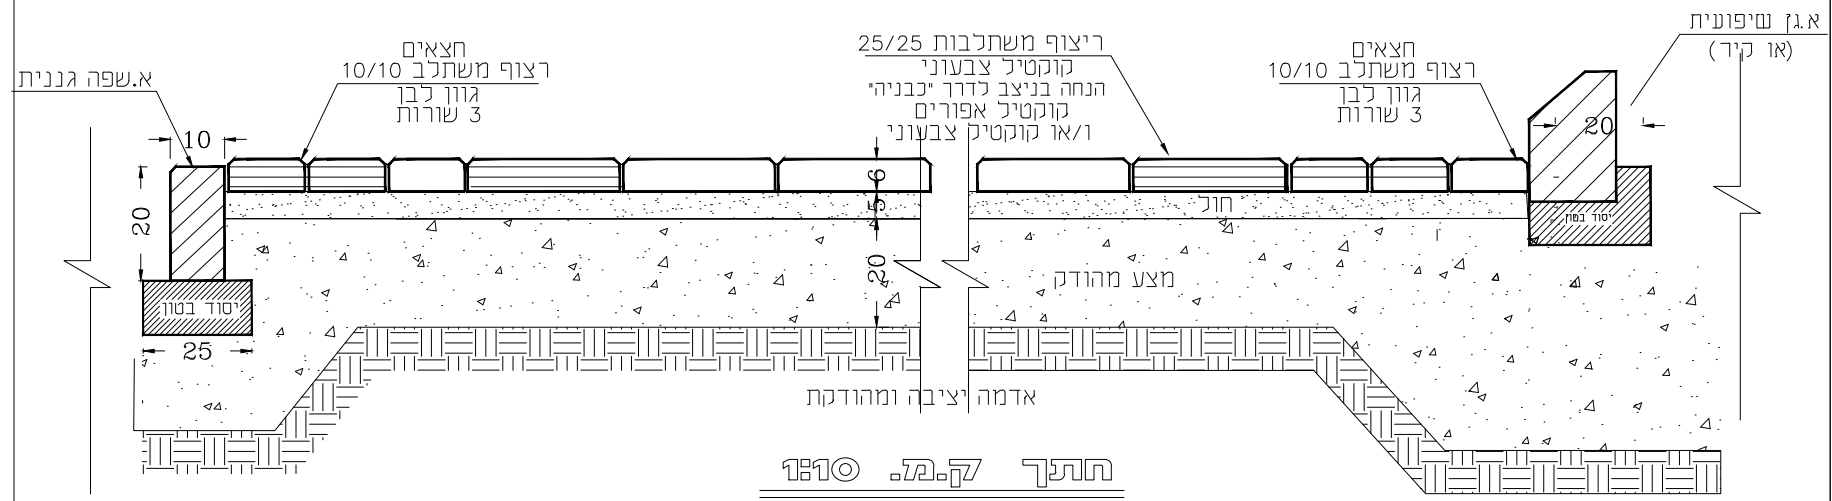 א.גן שיפועית
(או קיר)
חצאים
רצוף משתלב 10/10
גוון לבן
3 שורות
ריצוף משתלבות 25/25
קוקטיל צבעוני
הנחה בניצב לדרך "כבניה"
קוקטיל אפורים
ו/או קוקטיל צבעוני
חצאים
רצוף משתלב 10/10
גוון לבן
3 שורות
א.שפה גננית
10
20
20
6
5
חול
יסוד בטון
20
מצע מהודק
יסוד בטון
25
אדמה יציבה ומהודקת
חתך ק.מ. 1:10